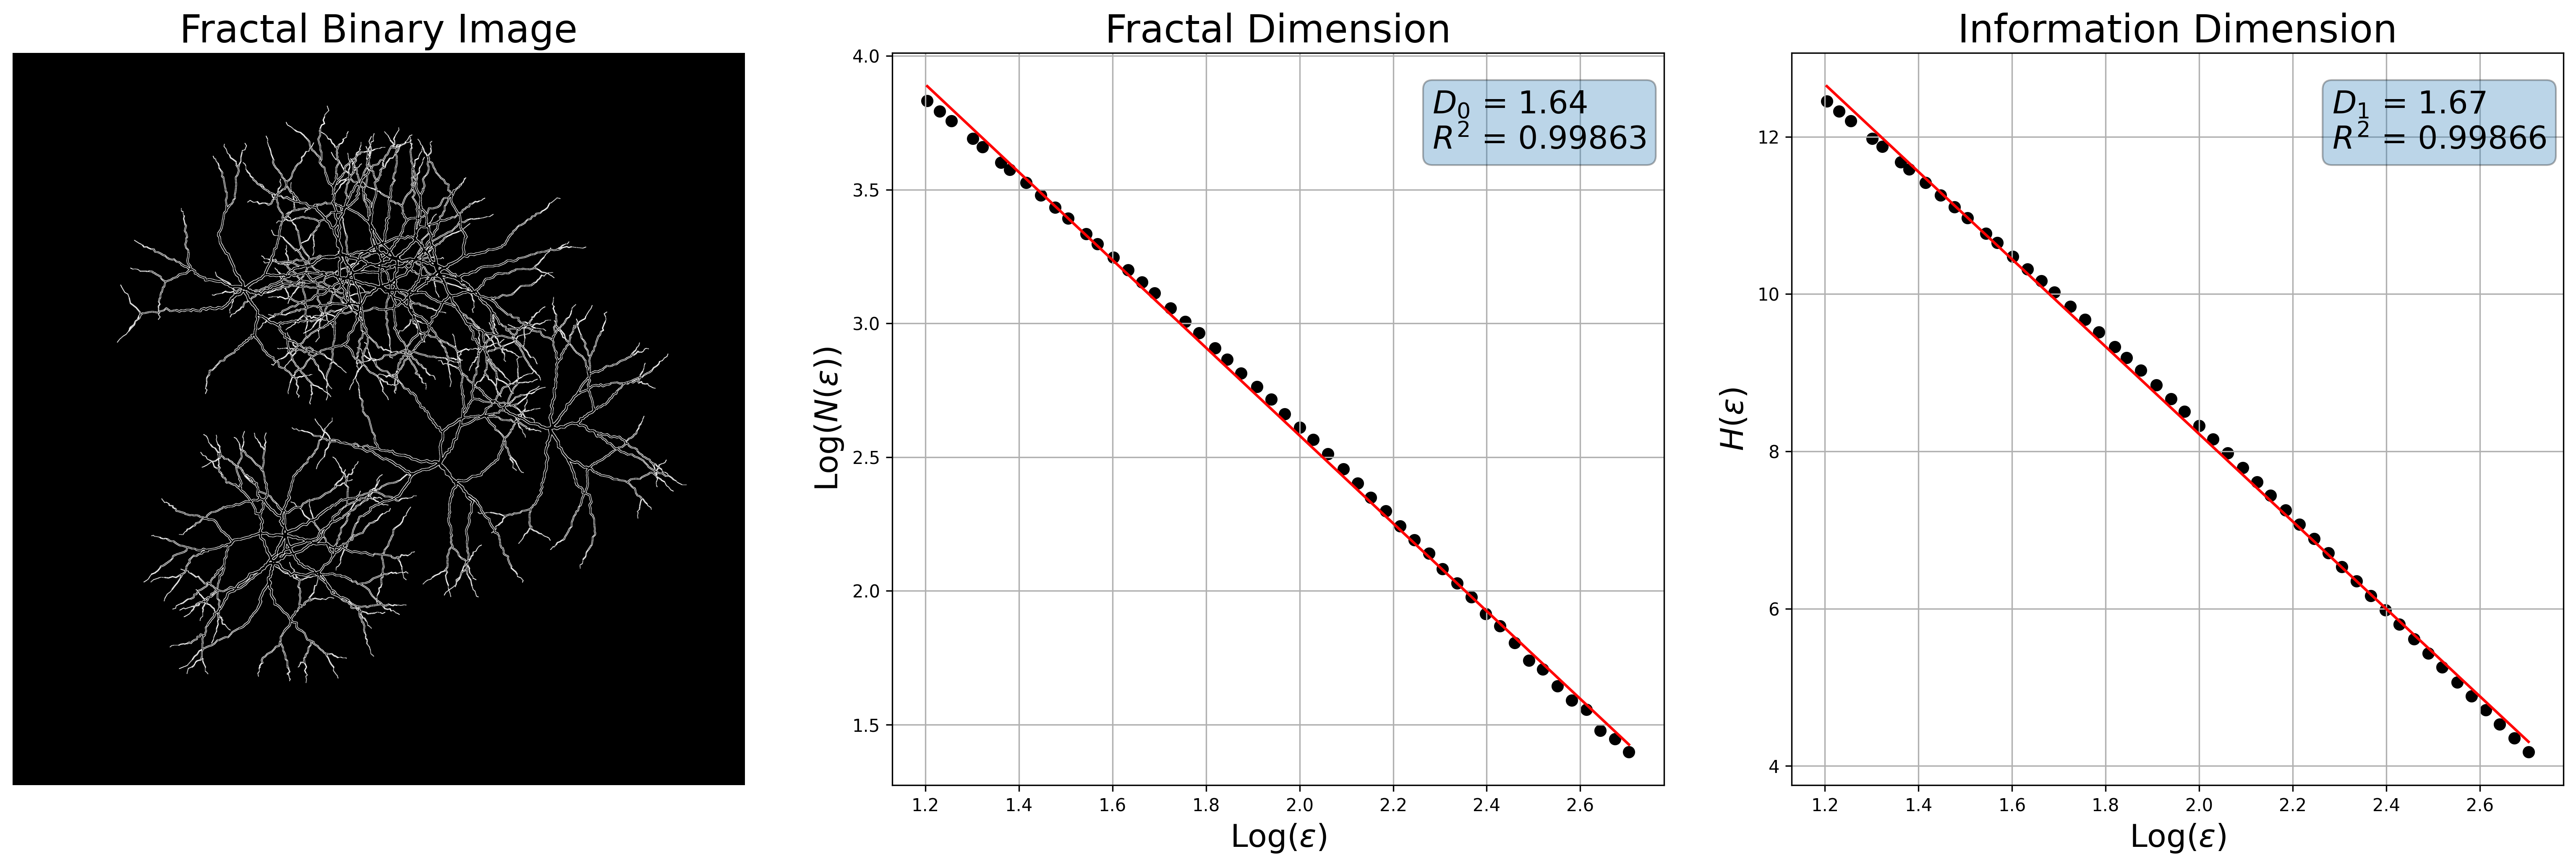 Fractal Binary Image
Fractal Dimension
4.0
3.5
3.0
2.5
2.0
1.5
Log(N(ε))
D₀ = 1.64
R² = 0.99863
1.2 1.4 1.6 1.8 2.0 2.2 2.4 2.6
Log(ε)
Information Dimension
12
10
8
6
4
H(ε)
D₁ = 1.67
R² = 0.99866
1.2 1.4 1.6 1.8 2.0 2.2 2.4 2.6
Log(ε)